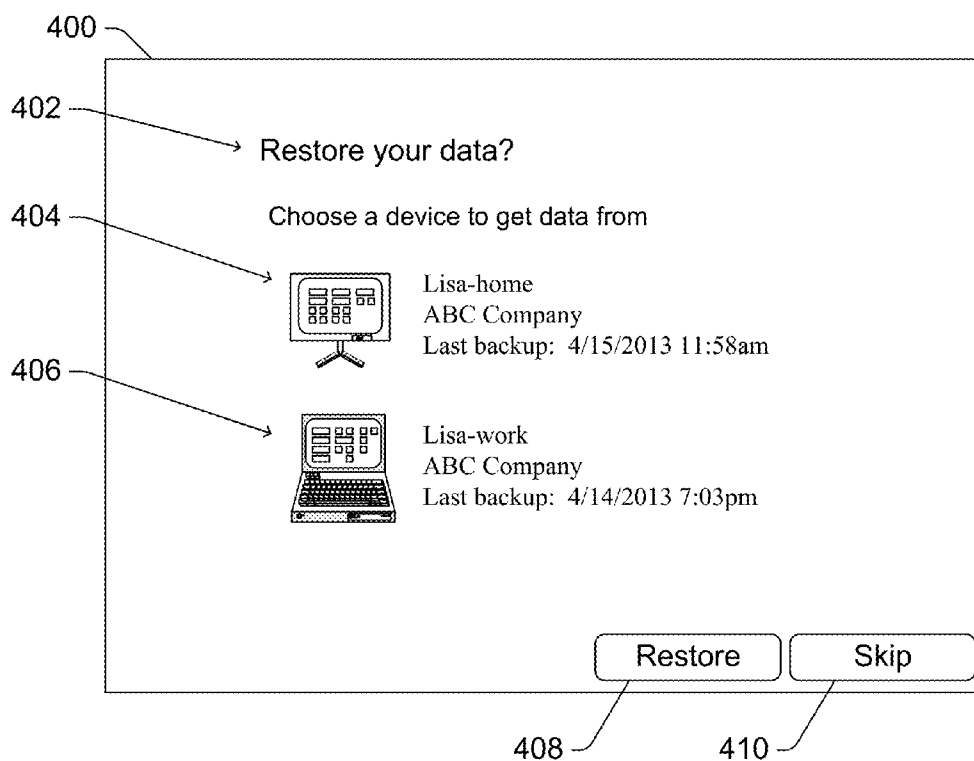 400
402
Restore your data?
404
Choose a device to get data from
Lisa-home
ABC Company
Last backup: 4/15/2013 11:58am
406
Lisa-work
ABC Company
Last backup: 4/14/2013 7:03pm
Restore
Skip
408
410